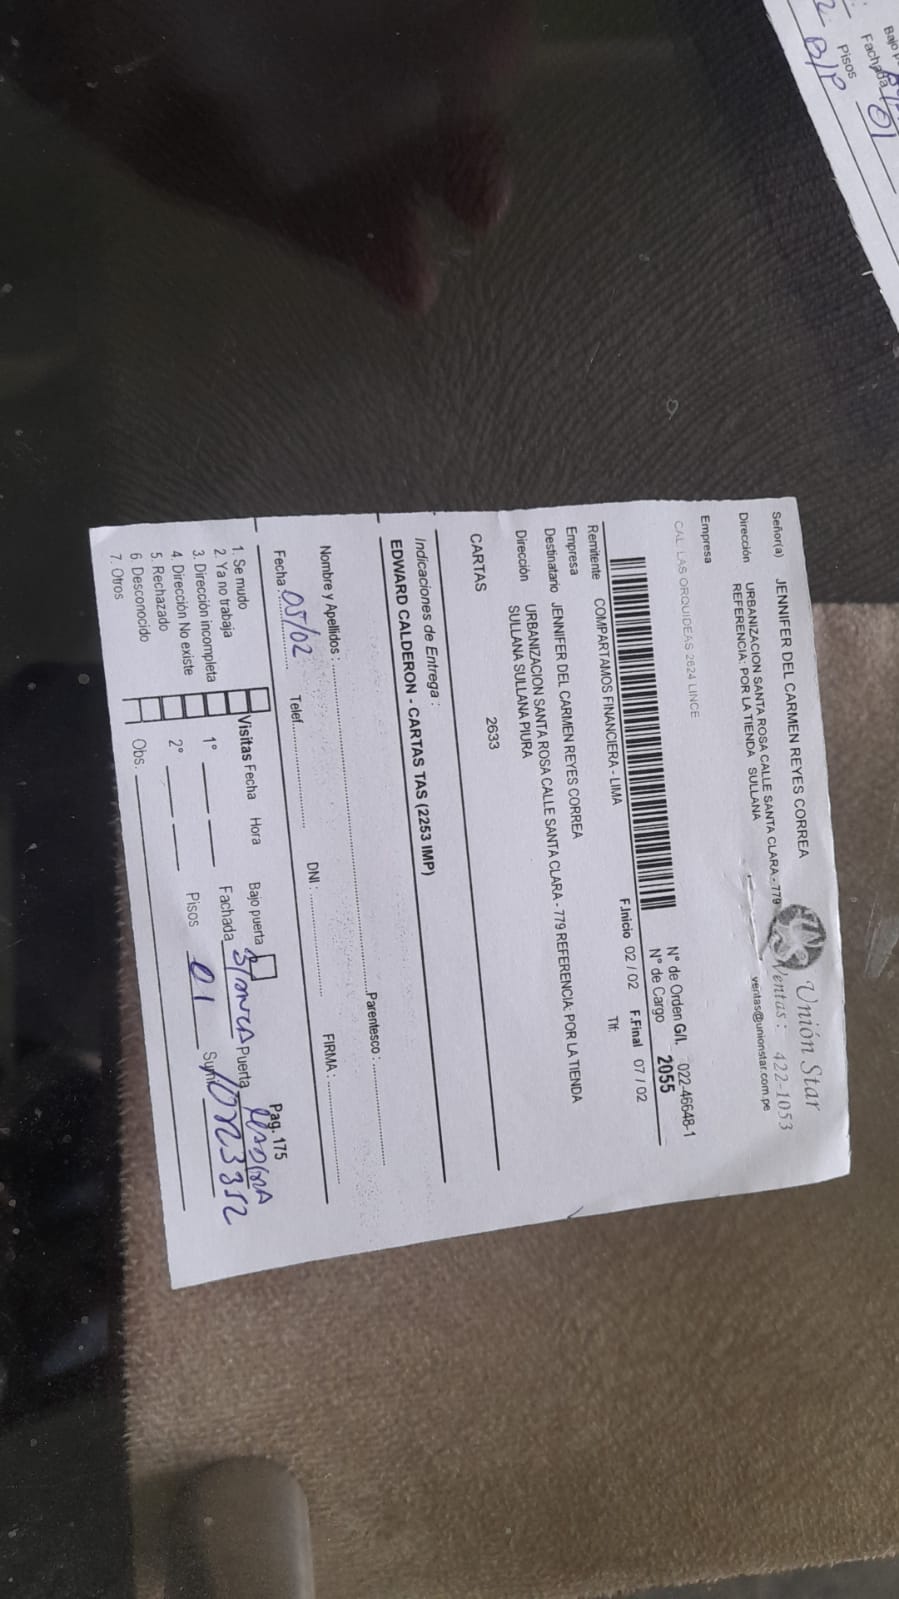 Unión Star
Ventas: 422-1053
ventas@unionstar.com.pe
Señor(a) JENNIFER DEL CARMEN REYES CORREA
Dirección URBANIZACION SANTA ROSA CALLE SANTA CLARA - 779
REFERENCIA: POR LA TIENDA SULLANA
Empresa
CAL LAS ORQUIDEAS 2624 LINCE
N° de Orden G/L 022-46648-1
N° de Cargo 2055
F.Inicio 02 / 02 F.Final 07 / 02
Remitente COMPARTAMOS FINANCIERA - LIMA Tlf:
Empresa
Destinatario JENNIFER DEL CARMEN REYES CORREA
Dirección URBANIZACION SANTA ROSA CALLE SANTA CLARA - 779 REFERENCIA: POR LA TIENDA
SULLANA SULLANA PIURA
CARTAS 2633
Indicaciones de Entrega :
EDWARD CALDERON - CARTAS TAS (2253 IMP)
Nombre y Apellidos : Parentesco :
Fecha : 05/02 Telef. DNI : FIRMA :
Pag. 175
1. Se mudo Visitas Fecha Hora Bajo puerta
2. Ya no trabaja Fachada Blanca Puerta
3. Dirección incompleta 1° Pisos 01
4 Dirección No existe 2°
5. Rechazado Obs.
6 Desconocido
7. Otros
Bajo
Fachada
Pisos
B/P
01